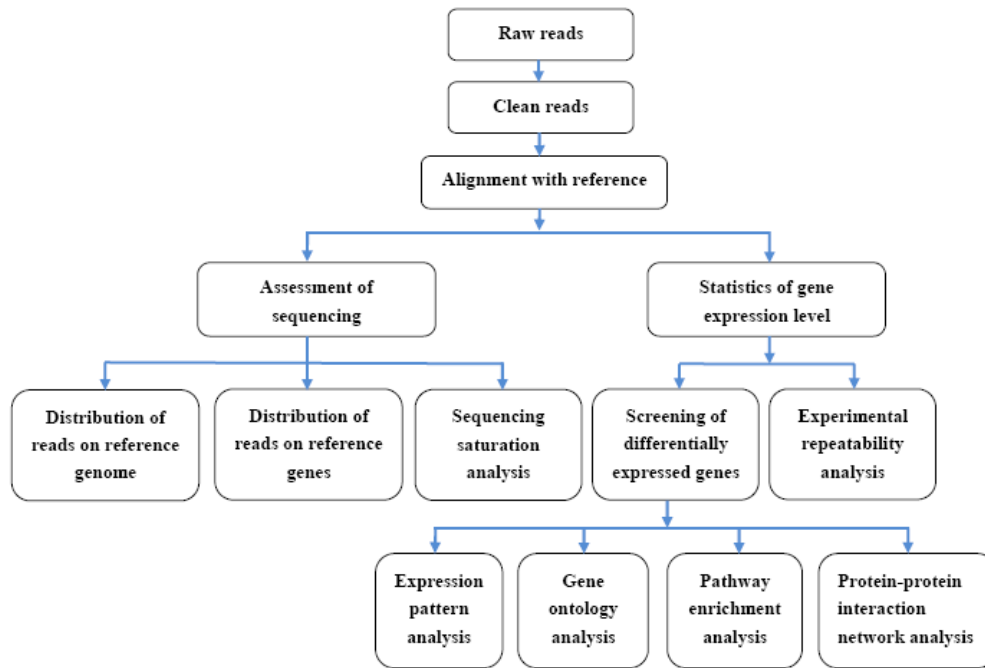 Raw reads
Clean reads
Alignment with reference
Assessment of
sequencing
Statistics of gene
expression level
Distribution of
reads on reference
genome
Distribution of
reads on reference
genes
Sequencing
saturation
analysis
Screening of
differentially
expressed genes
Experimental
repeatability
analysis
Expression
pattern
analysis
Gene
ontology
analysis
Pathway
enrichment
analysis
Protein-protein
interaction
network analysis